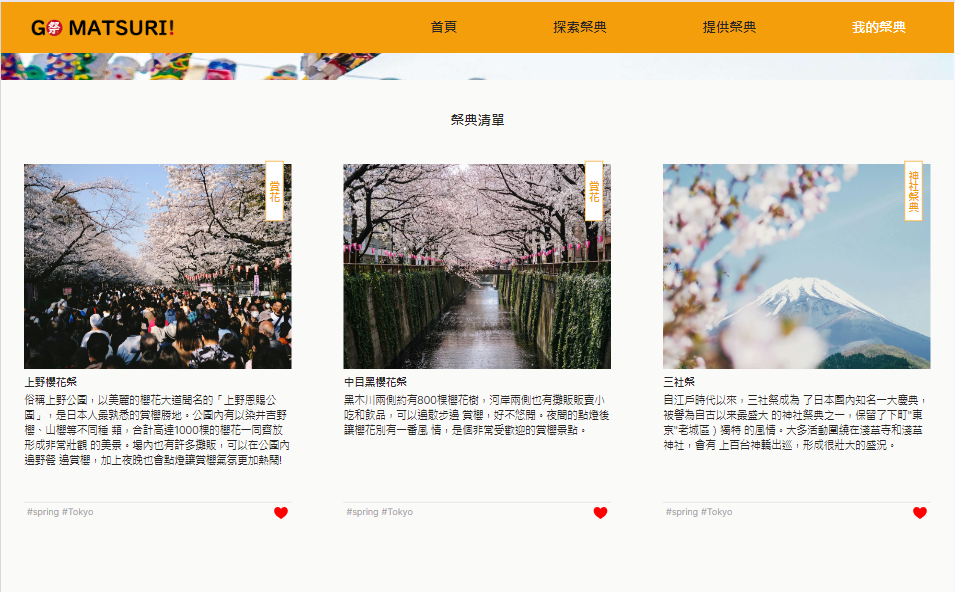 GO祭 MATSURI!
首頁 探索祭典 提供祭典 我的祭典
祭典清單
賞花
上野櫻花祭
俗稱上野公園，以美麗的櫻花大道聞名的「上野恩賜公
園」，是日本人最熟悉的賞櫻勝地。公園內有以染井吉野
櫻、山櫻等不同種 類，合計高達1000棵的櫻花一同齊放
形成非常壯觀 的美景。場內也有許多攤販，可以在公園內
邊野餐 邊賞櫻，加上夜晚也會點燈讓賞櫻氣氛更加熱鬧!
#spring #Tokyo
賞花
中目黑櫻花祭
黑木川兩側約有800棵櫻花樹，河岸兩側也有攤販販賣小
吃和飲品，可以邊散步邊 賞櫻，好不悠閒。夜間的點燈後
讓櫻花別有一番風 情，是個非常受歡迎的賞櫻景點。
#spring #Tokyo
神社祭典
三社祭
自江戶時代以來，三社祭成為 了日本國內知名一大慶典，
被譽為自古以來最盛大 的神社祭典之一，保留了下町"東
京"老城區）獨特 的風情。大多活動圍繞在淺草寺和淺草
神社，會有 上百台神轎出巡，形成很壯大的盛況。
#spring #Tokyo